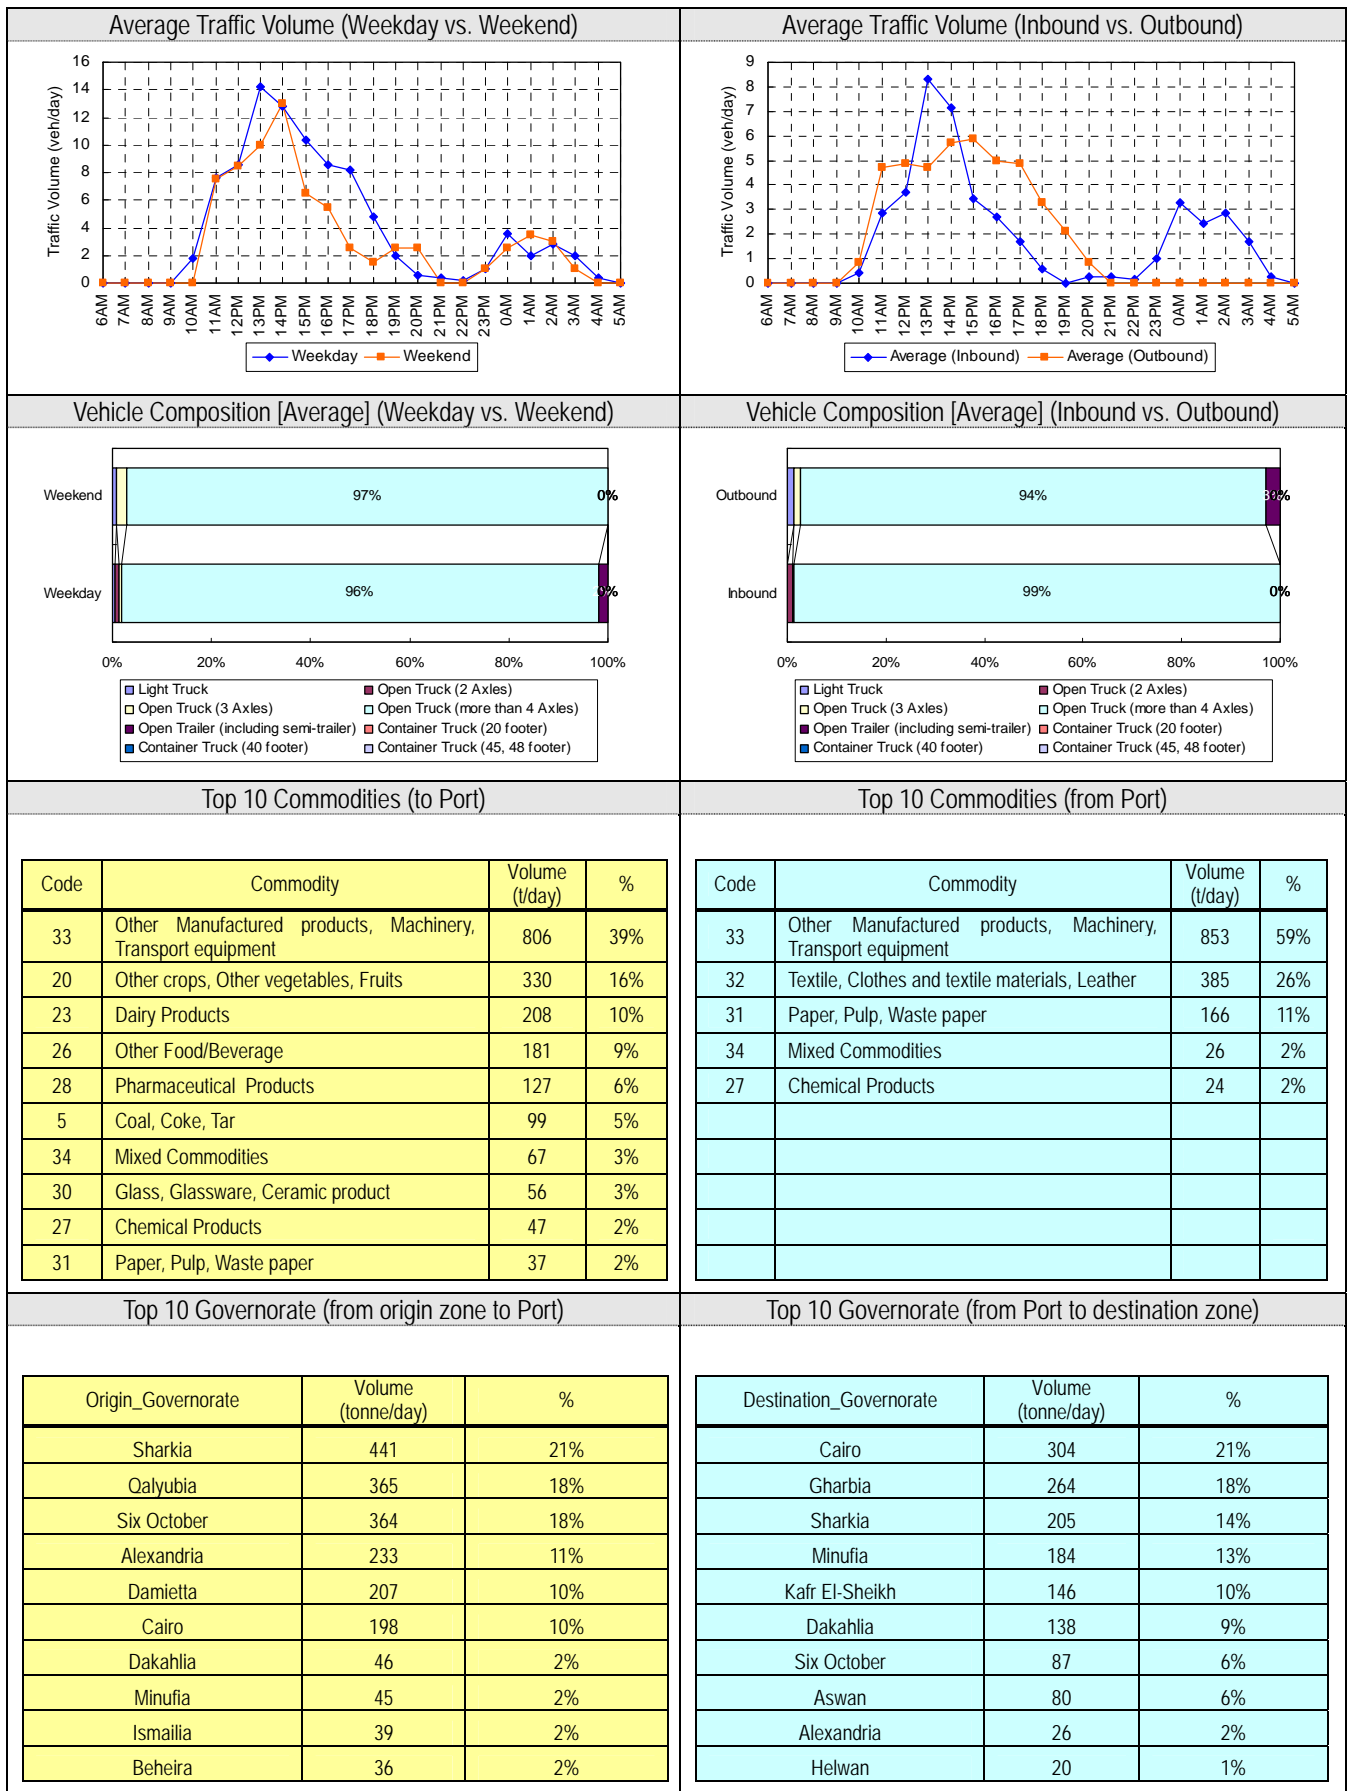 Average Traffic Volume (Weekday vs. Weekend)
Traffic Volume (veh/day)
16
14
12
10
8
6
4
2
0
6AM 7AM 8AM 9AM 10AM 11AM 12PM 13PM 14PM 15PM 16PM 17PM 18PM 19PM 20PM 21PM 22PM 23PM 0AM 1AM 2AM 3AM 4AM 5AM
Weekday Weekend
Average Traffic Volume (Inbound vs. Outbound)
Traffic Volume (veh/day)
9
8
7
6
5
4
3
2
1
0
6AM 7AM 8AM 9AM 10AM 11AM 12PM 13PM 14PM 15PM 16PM 17PM 18PM 19PM 20PM 21PM 22PM 23PM 0AM 1AM 2AM 3AM 4AM 5AM
Average (Inbound) Average (Outbound)
Vehicle Composition [Average] (Weekday vs. Weekend)
Weekend 97% 0%
Weekday 96% 0%
0% 20% 40% 60% 80% 100%
Light Truck Open Truck (2 Axles)
Open Truck (3 Axles) Open Truck (more than 4 Axles)
Open Trailer (including semi-trailer) Container Truck (20 footer)
Container Truck (40 footer) Container Truck (45, 48 footer)
Vehicle Composition [Average] (Inbound vs. Outbound)
Outbound 94% 3% 0%
Inbound 99% 0%
0% 20% 40% 60% 80% 100%
Light Truck Open Truck (2 Axles)
Open Truck (3 Axles) Open Truck (more than 4 Axles)
Open Trailer (including semi-trailer) Container Truck (20 footer)
Container Truck (40 footer) Container Truck (45, 48 footer)
Top 10 Commodities (to Port)
Code Commodity Volume (t/day) %
33 Other Manufactured products, Machinery, Transport equipment 806 39%
20 Other crops, Other vegetables, Fruits 330 16%
23 Dairy Products 208 10%
26 Other Food/Beverage 181 9%
28 Pharmaceutical Products 127 6%
5 Coal, Coke, Tar 99 5%
34 Mixed Commodities 67 3%
30 Glass, Glassware, Ceramic product 56 3%
27 Chemical Products 47 2%
31 Paper, Pulp, Waste paper 37 2%
Top 10 Commodities (from Port)
Code Commodity Volume (t/day) %
33 Other Manufactured products, Machinery, Transport equipment 853 59%
32 Textile, Clothes and textile materials, Leather 385 26%
31 Paper, Pulp, Waste paper 166 11%
34 Mixed Commodities 26 2%
27 Chemical Products 24 2%
Top 10 Governorate (from origin zone to Port)
Origin_Governorate Volume (tonne/day) %
Sharkia 441 21%
Qalyubia 365 18%
Six October 364 18%
Alexandria 233 11%
Damietta 207 10%
Cairo 198 10%
Dakahlia 46 2%
Minufia 45 2%
Ismailia 39 2%
Beheira 36 2%
Top 10 Governorate (from Port to destination zone)
Destination_Governorate Volume (tonne/day) %
Cairo 304 21%
Gharbia 264 18%
Sharkia 205 14%
Minufia 184 13%
Kafr El-Sheikh 146 10%
Dakahlia 138 9%
Six October 87 6%
Aswan 80 6%
Alexandria 26 2%
Helwan 20 1%